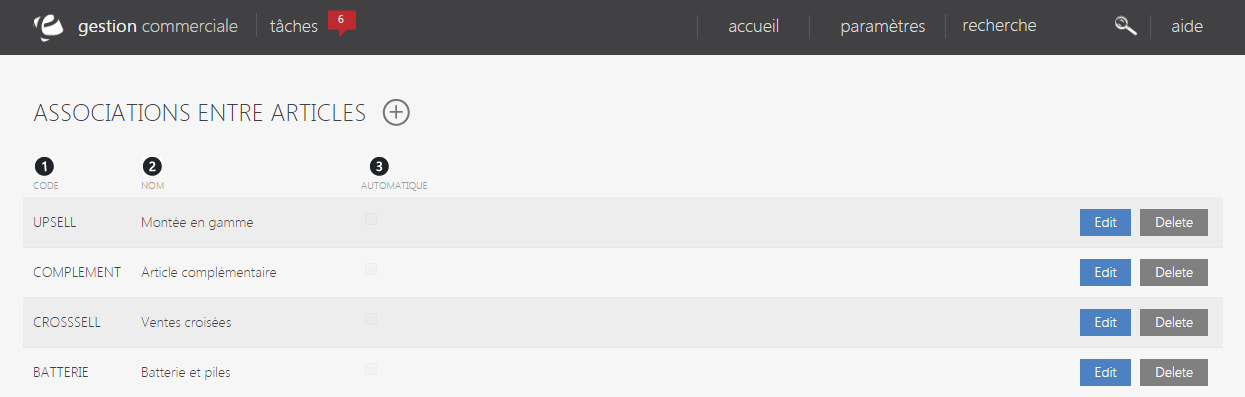 gestion commerciale tâches 6 accueil paramètres recherche aide
ASSOCIATIONS ENTRE ARTICLES
1 2 3
CODE NOM AUTOMATIQUE
UPSELL Montée en gamme Edit Delete
COMPLEMENT Article complémentaire Edit Delete
CROSSSELL Ventes croisées Edit Delete
BATTERIE Batterie et piles Edit Delete